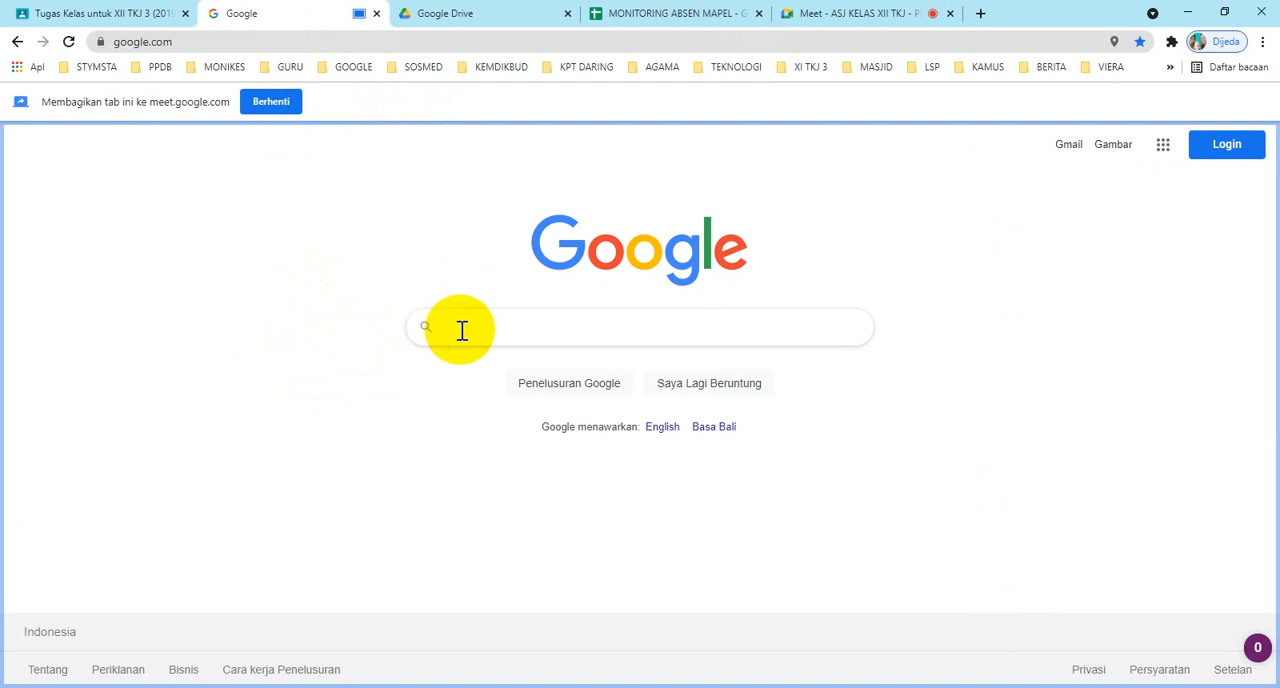 Tugas Kelas untuk XII TKJ 3 (2019
Google
Google Drive
MONITORING ABSEN MAPEL - G
Meet - ASJ KELAS XII TKJ - P
google.com
Dijeda
Apl
STYMSTA
PPDB
MONIKES
GURU
GOOGLE
SOSMED
KEMDIKBUD
KPT DARING
AGAMA
TEKNOLOGI
XI TKJ 3
MASJID
LSP
KAMUS
BERITA
VIERA
»
Daftar bacaan
Membagikan tab ini ke meet.google.com
Berhenti
Gmail
Gambar
Login
Google
Penelusuran Google
Saya Lagi Beruntung
Google menawarkan: English Basa Bali
Indonesia
0
Tentang
Periklanan
Bisnis
Cara kerja Penelusuran
Privasi
Persyaratan
Setelan